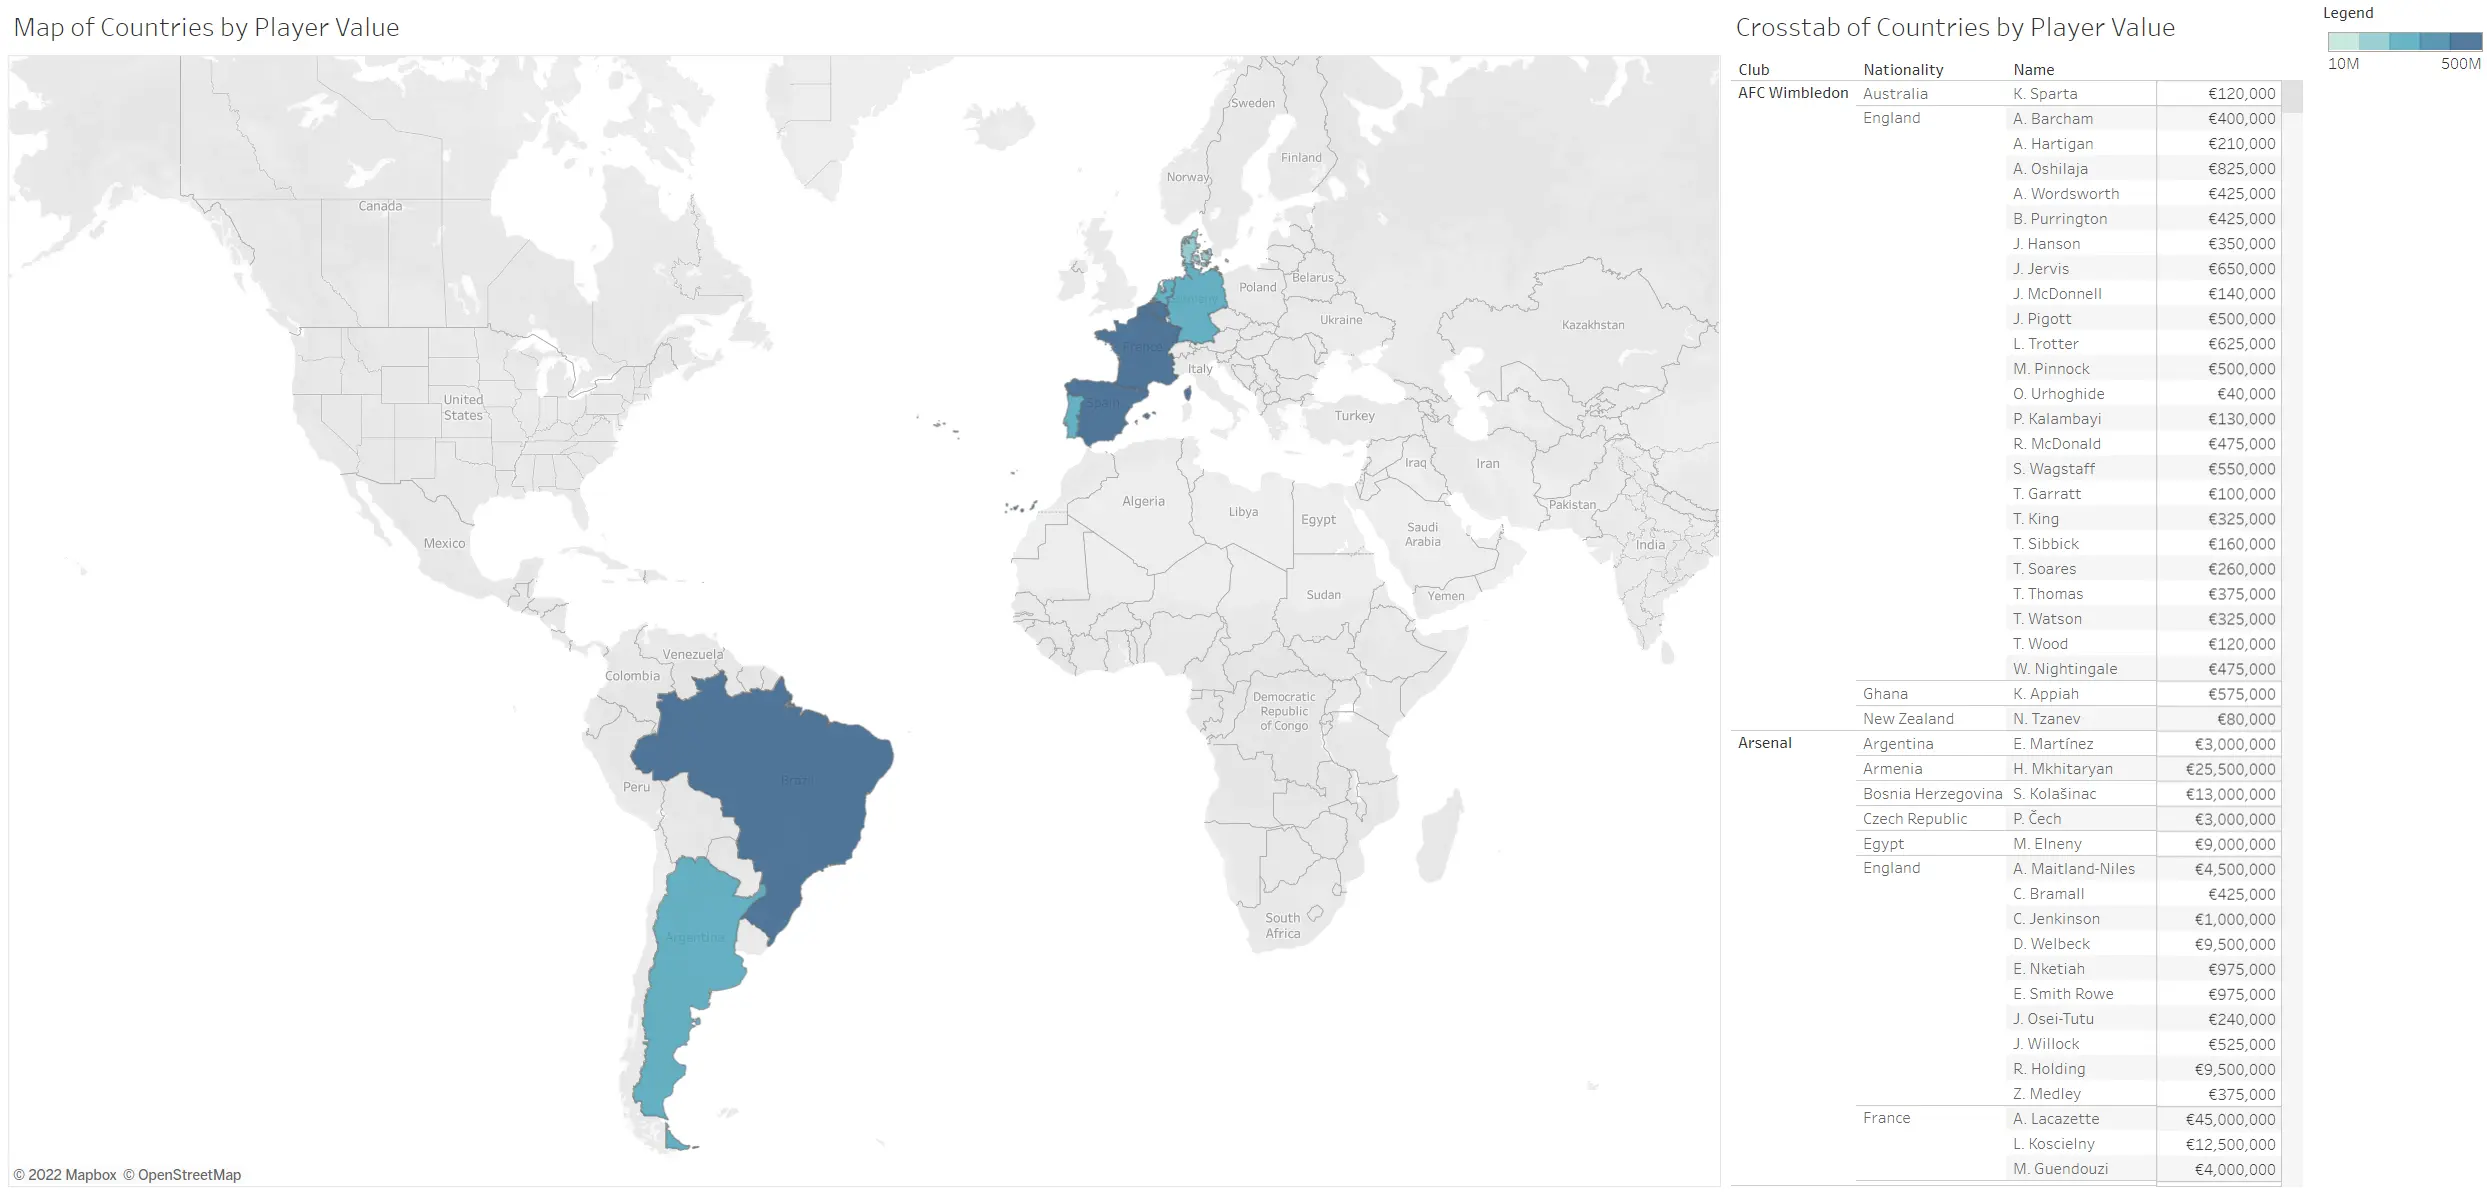 Map of Countries by Player Value
Sweden
Finland
Norway
Canada
Belarus
Poland
Germany
Ukraine
Kazakhstan
France
Italy
United
States
Spain
Turkey
Iraq
Iran
Algeria
Libya
Egypt
Pakistan
Saudi
Arabia
Mexico
India
Sudan
Yemen
Venezuela
Colombia
Democratic
Republic
of Congo
Brazil
Peru
South
Africa
Argentina
© 2022 Mapbox © OpenStreetMap
Crosstab of Countries by Player Value
Club Nationality Name
AFC Wimbledon Australia K. Sparta €120,000
England A. Barcham €400,000
A. Hartigan €210,000
A. Oshilaja €825,000
A. Wordsworth €425,000
B. Purrington €425,000
J. Hanson €350,000
J. Jervis €650,000
J. McDonnell €140,000
J. Pigott €500,000
L. Trotter €625,000
M. Pinnock €500,000
O. Urhoghide €40,000
P. Kalambayi €130,000
R. McDonald €475,000
S. Wagstaff €550,000
T. Garratt €100,000
T. King €325,000
T. Sibbick €160,000
T. Soares €260,000
T. Thomas €375,000
T. Watson €325,000
T. Wood €120,000
W. Nightingale €475,000
Ghana K. Appiah €575,000
New Zealand N. Tzanev €80,000
Arsenal Argentina E. Martínez €3,000,000
Armenia H. Mkhitaryan €25,500,000
Bosnia Herzegovina S. Kolašinac €13,000,000
Czech Republic P. Čech €3,000,000
Egypt M. Elneny €9,000,000
England A. Maitland-Niles €4,500,000
C. Bramall €425,000
C. Jenkinson €1,000,000
D. Welbeck €9,500,000
E. Nketiah €975,000
E. Smith Rowe €975,000
J. Osei-Tutu €240,000
J. Willock €525,000
R. Holding €9,500,000
Z. Medley €375,000
France A. Lacazette €45,000,000
L. Koscielny €12,500,000
M. Guendouzi €4,000,000
Legend
10M 500M